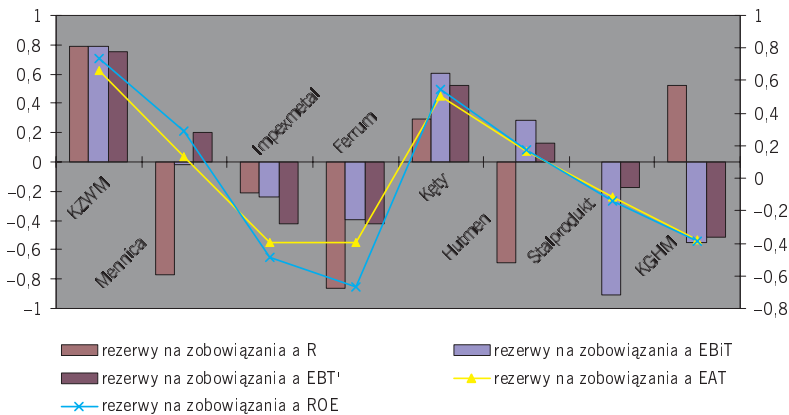 1 1
0,8 0,8
0,6 0,6
0,4 0,4
0,2 0,2
0 0
–0,2 –0,2
–0,4 –0,4
–0,6 –0,6
–0,8 –0,8
–1
KZWM
Mennica
Impexmetal
Ferrum
Kęty
Hutmen
Stalprodukt
KGHM
rezerwy na zobowiązania a R
rezerwy na zobowiązania a EBiT
rezerwy na zobowiązania a EBT'
rezerwy na zobowiązania a EAT
rezerwy na zobowiązania a ROE